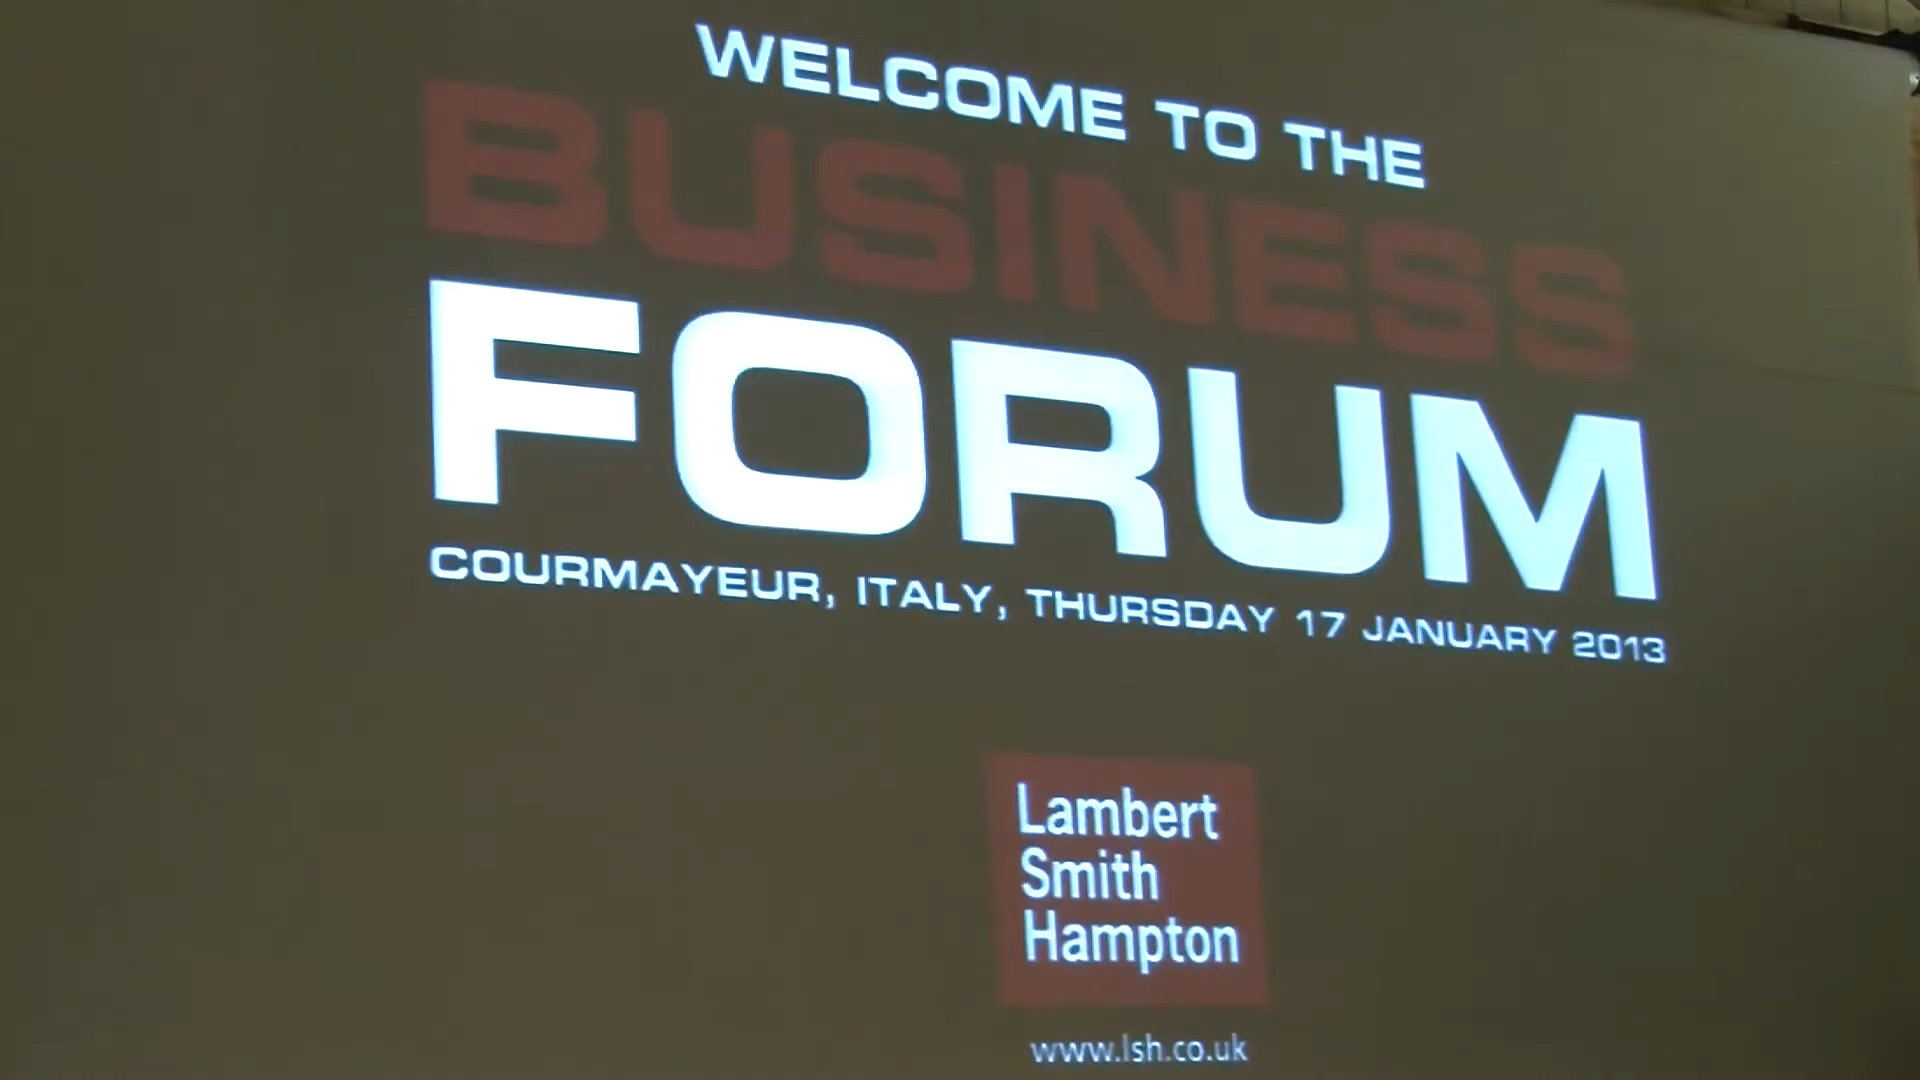 WELCOME TO THE
BUSINESS
FORUM
COURMAYEUR, ITALY, THURSDAY 17 JANUARY 2013
Lambert
Smith
Hampton
www.lsh.co.uk